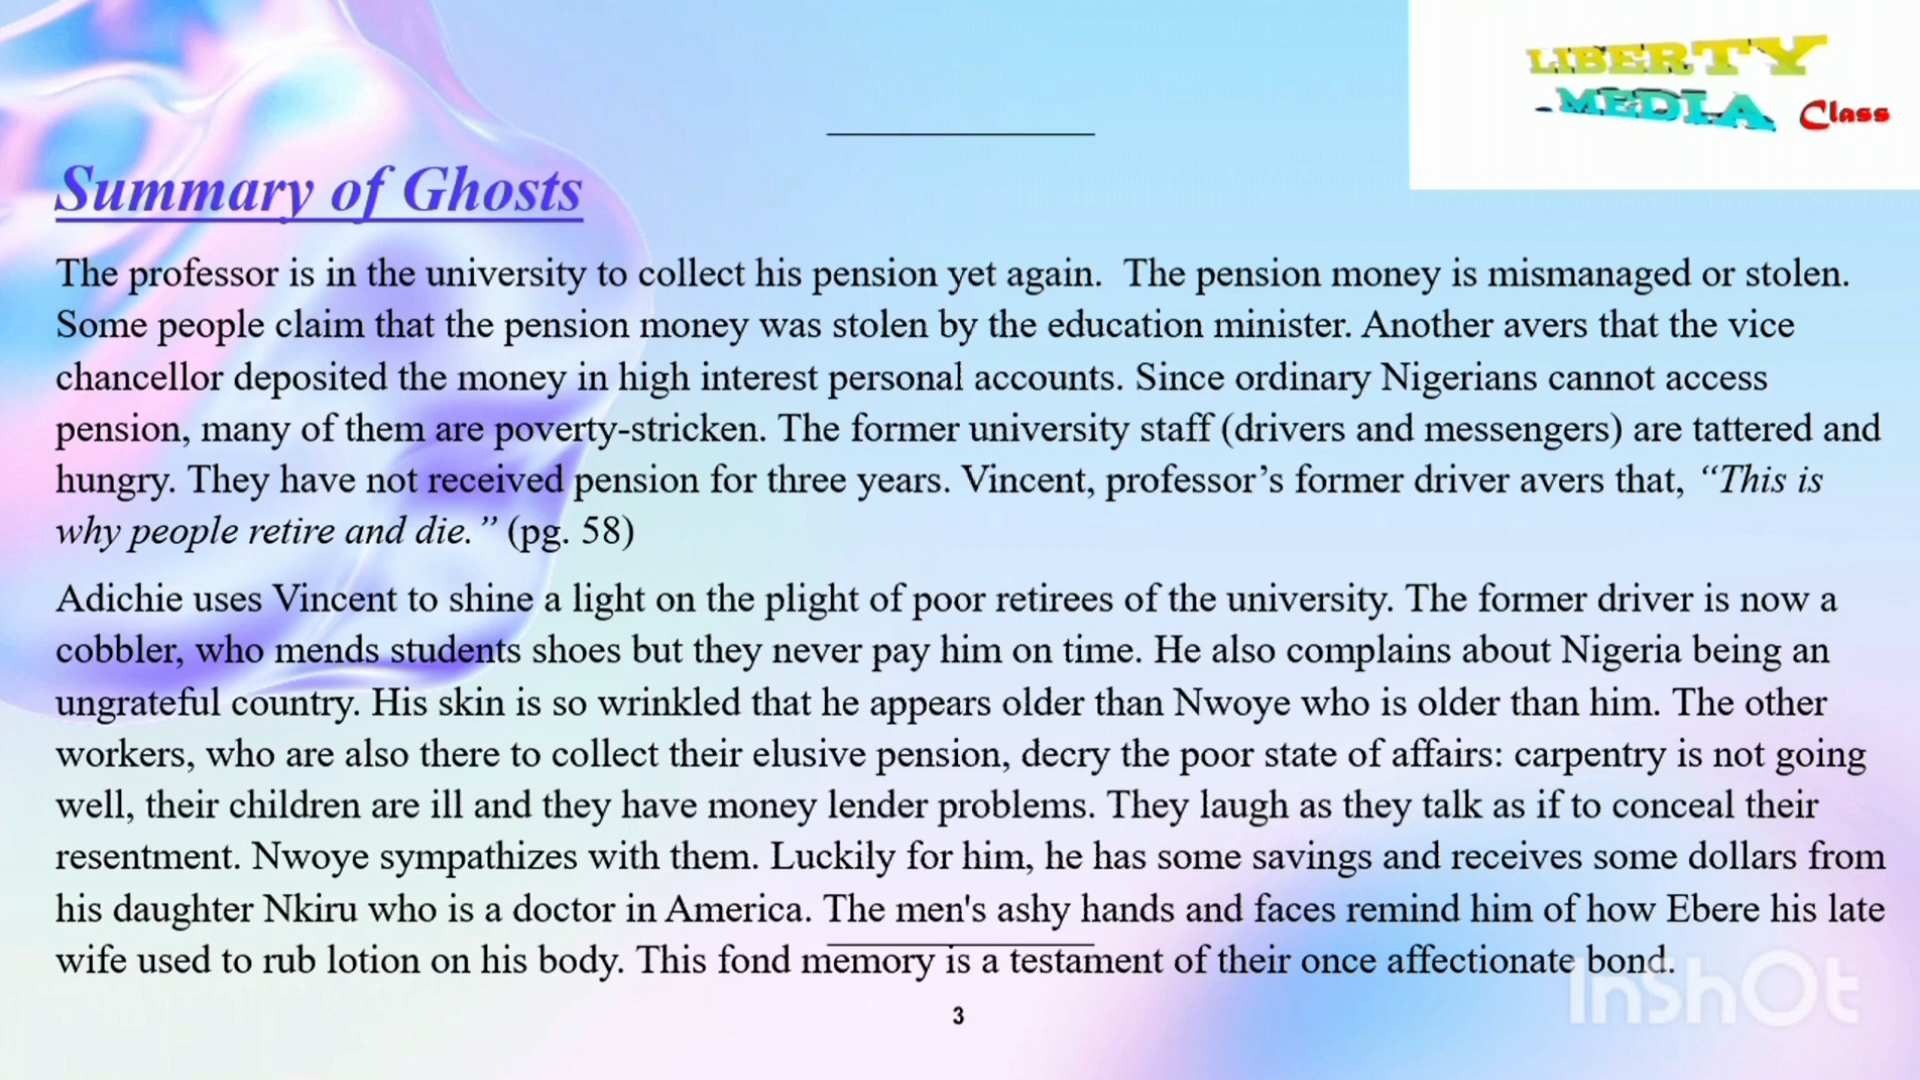 LIBERTY
MEDIA Class
Summary of Ghosts
The professor is in the university to collect his pension yet again. The pension money is mismanaged or stolen.
Some people claim that the pension money was stolen by the education minister. Another avers that the vice
chancellor deposited the money in high interest personal accounts. Since ordinary Nigerians cannot access
pension, many of them are poverty-stricken. The former university staff (drivers and messengers) are tattered and
hungry. They have not received pension for three years. Vincent, professor’s former driver avers that, “This is
why people retire and die.” (pg. 58)
Adichie uses Vincent to shine a light on the plight of poor retirees of the university. The former driver is now a
cobbler, who mends students shoes but they never pay him on time. He also complains about Nigeria being an
ungrateful country. His skin is so wrinkled that he appears older than Nwoye who is older than him. The other
workers, who are also there to collect their elusive pension, decry the poor state of affairs: carpentry is not going
well, their children are ill and they have money lender problems. They laugh as they talk as if to conceal their
resentment. Nwoye sympathizes with them. Luckily for him, he has some savings and receives some dollars from
his daughter Nkiru who is a doctor in America. The men's ashy hands and faces remind him of how Ebere his late
wife used to rub lotion on his body. This fond memory is a testament of their once affectionate bond.
InShOt
3